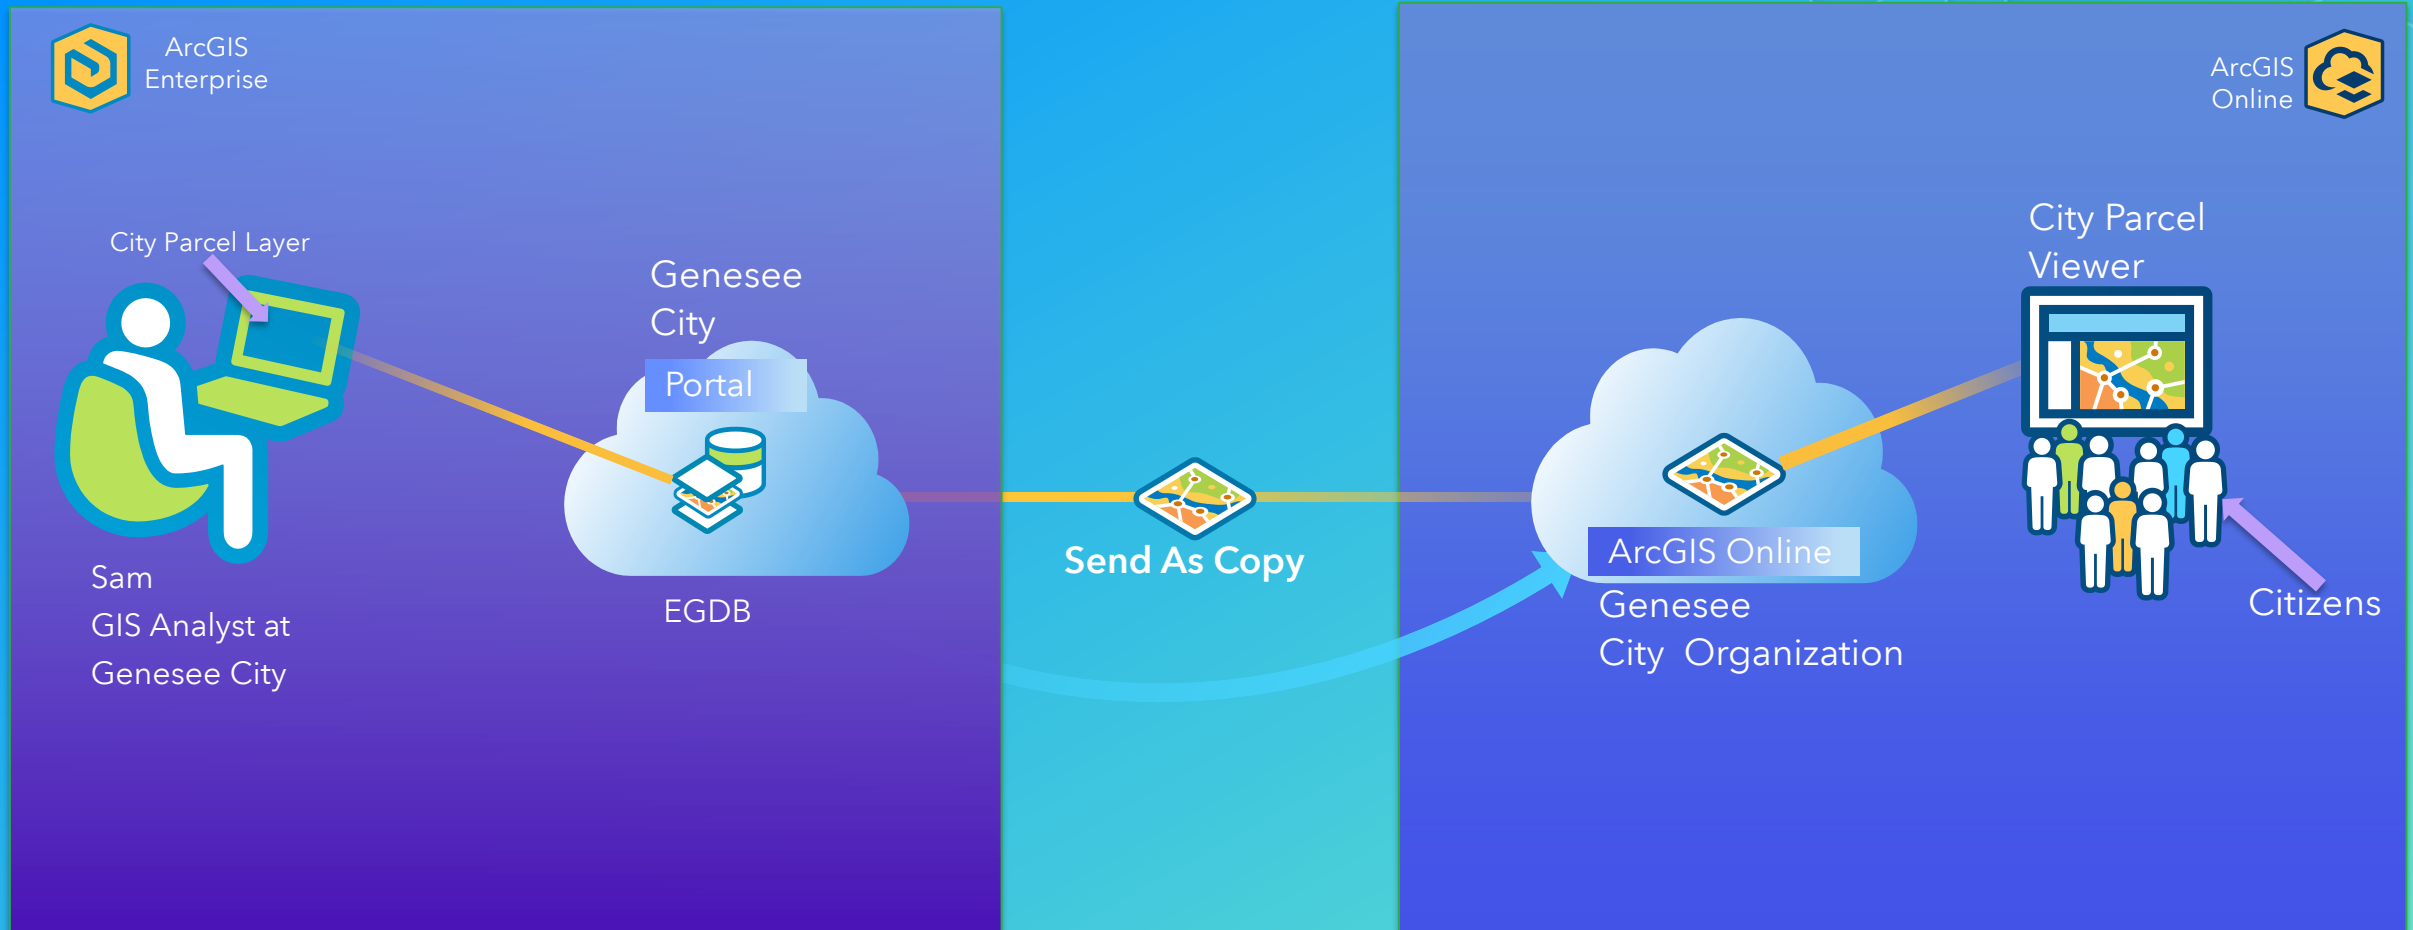 ArcGIS
Enterprise
City Parcel Layer
Sam
GIS Analyst at
Genesee City
Genesee
City
Portal
EGDB
Send As Copy
ArcGIS
Online
City Parcel
Viewer
ArcGIS Online
Genesee
City Organization
Citizens